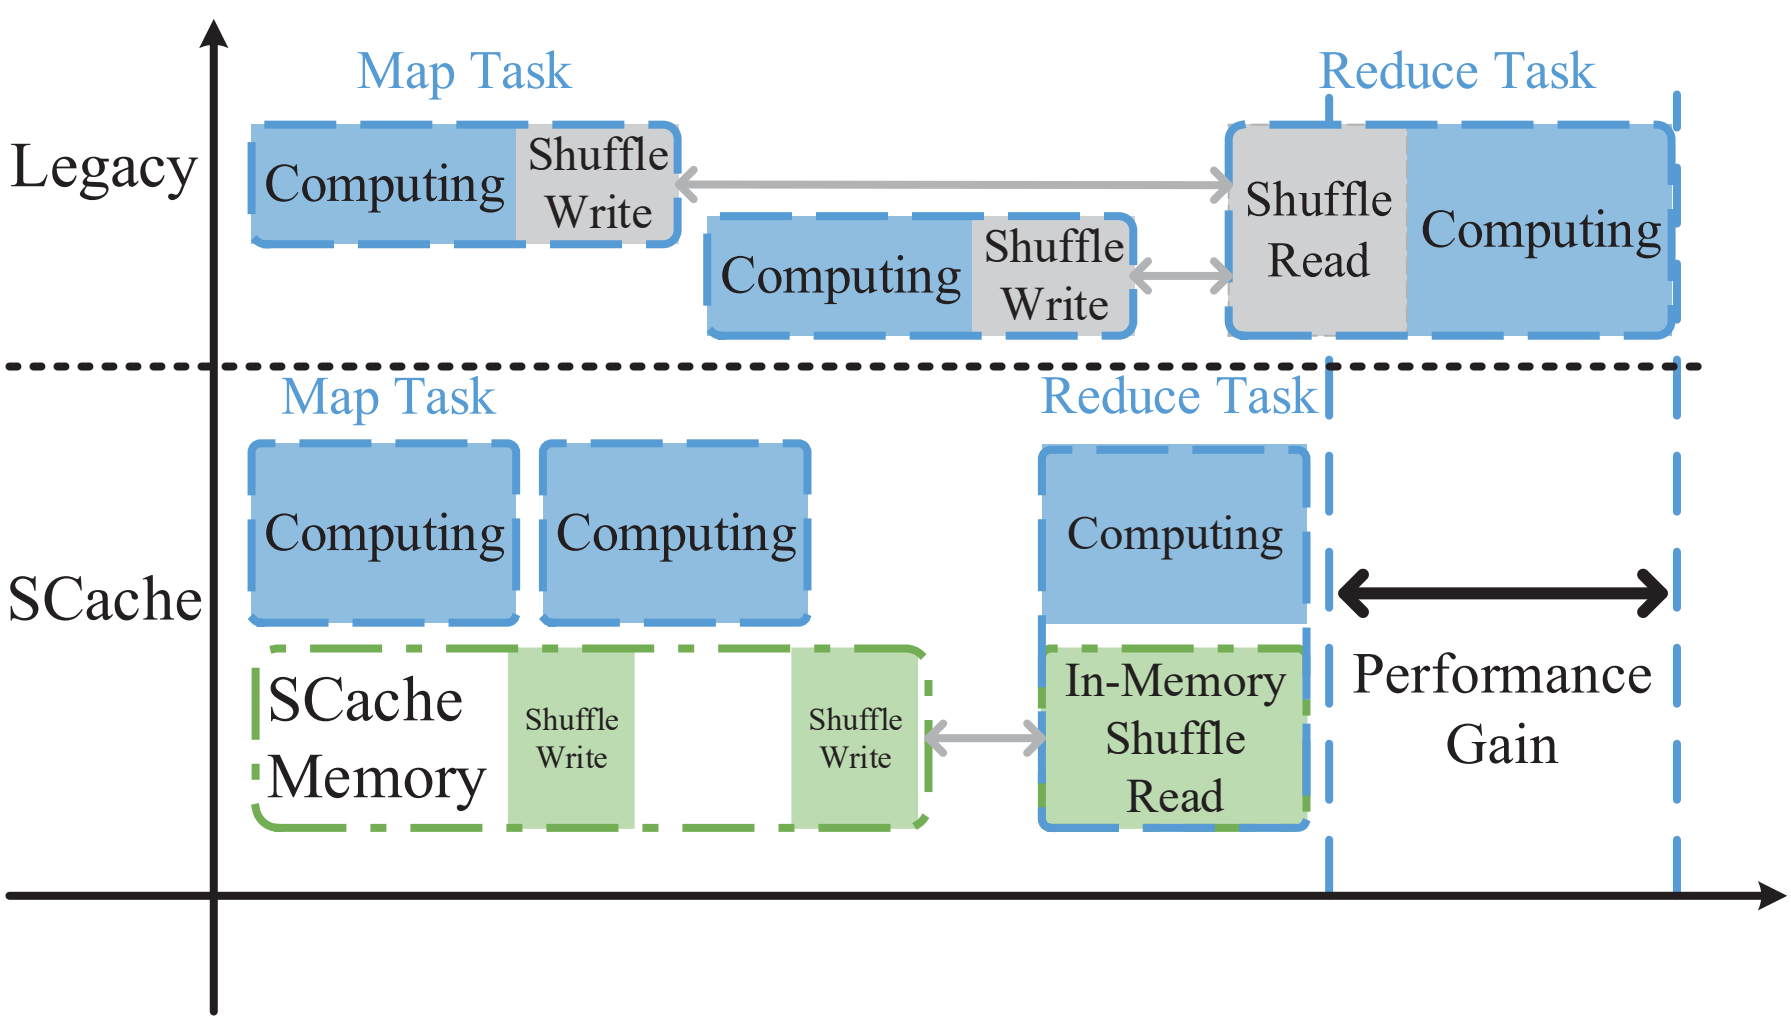 Map Task
Reduce Task
Legacy
Computing
Shuffle
Write
Computing
Shuffle
Write
Shuffle
Read
Computing
Map Task
Reduce Task
SCache
Computing
Computing
Computing
SCache
Memory
Shuffle
Write
Shuffle
Write
In-Memory
Shuffle
Read
Performance
Gain